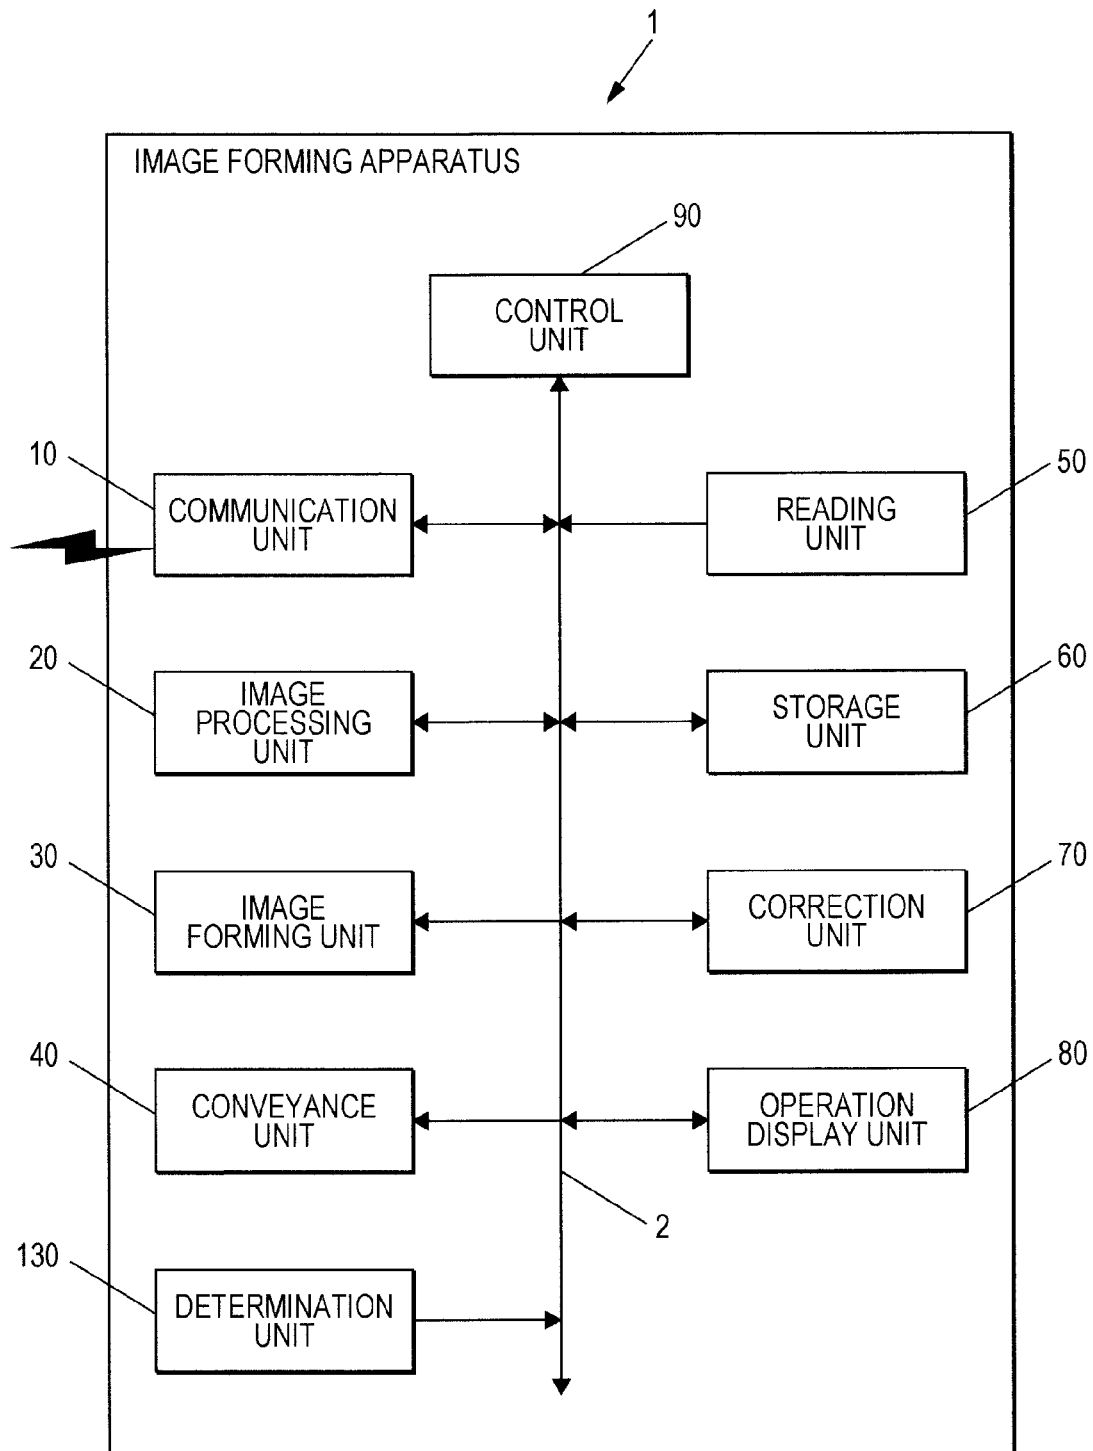 1
IMAGE FORMING APPARATUS
90
CONTROL
UNIT
10
COMMUNICATION
UNIT
50
READING
UNIT
20
IMAGE
PROCESSING
UNIT
60
STORAGE
UNIT
30
IMAGE
FORMING UNIT
70
CORRECTION
UNIT
40
CONVEYANCE
UNIT
80
OPERATION
DISPLAY UNIT
2
130
DETERMINATION
UNIT